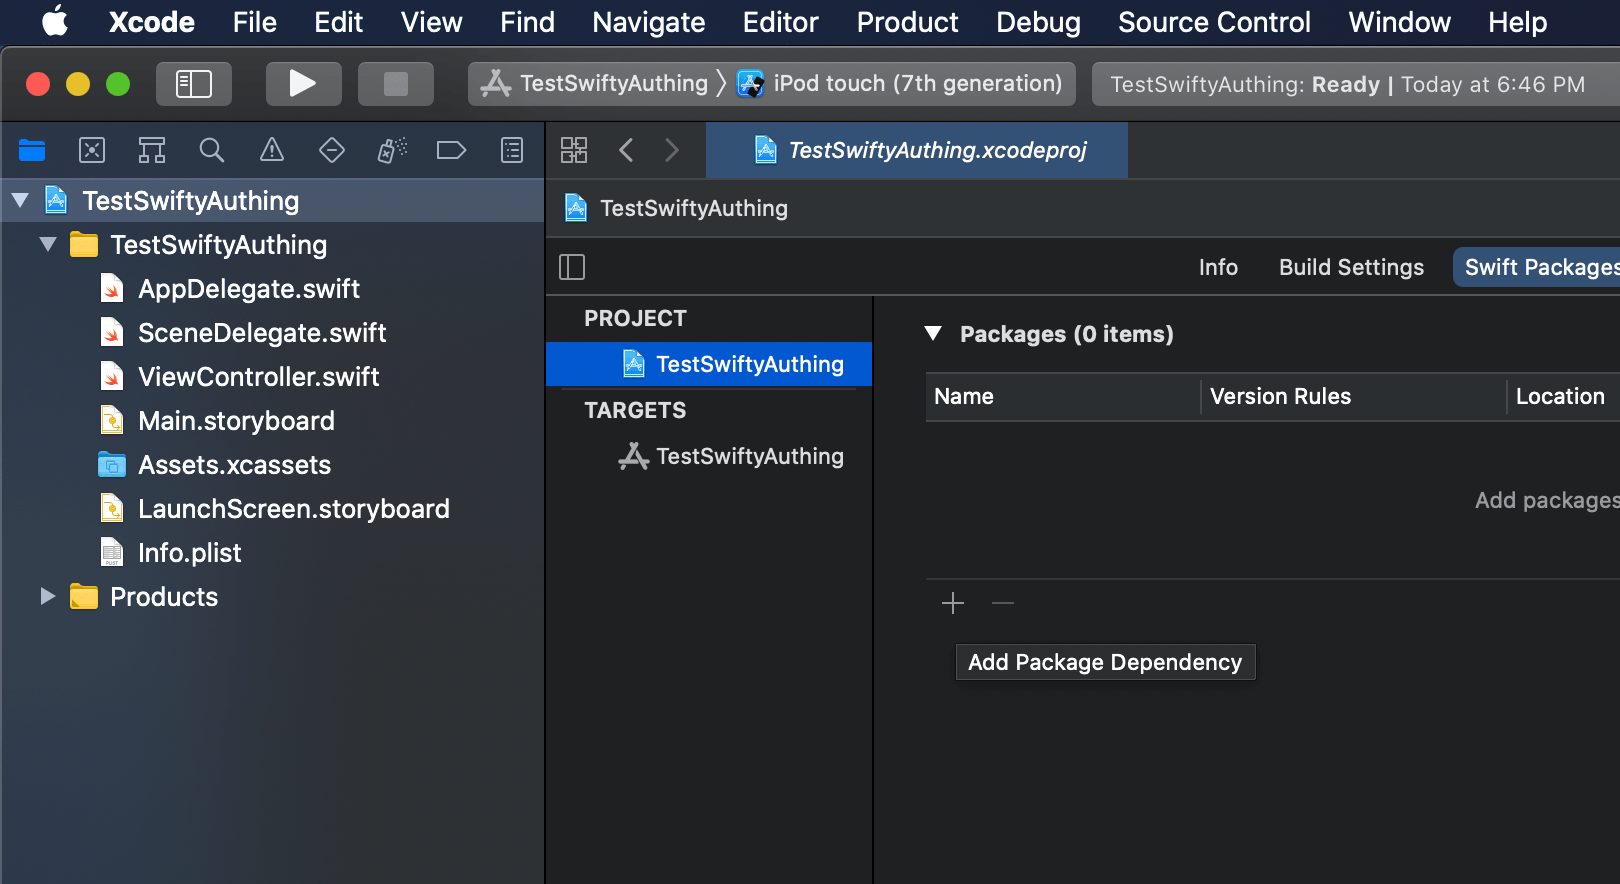 Xcode File Edit View Find Navigate Editor Product Debug Source Control Window Help
TestSwiftyAuthing iPod touch (7th generation) TestSwiftyAuthing: Ready | Today at 6:46 PM
TestSwiftyAuthing.xcodeproj
TestSwiftyAuthing
TestSwiftyAuthing
AppDelegate.swift
SceneDelegate.swift
ViewController.swift
Main.storyboard
Assets.xcassets
LaunchScreen.storyboard
Info.plist
Products
TestSwiftyAuthing
Info Build Settings Swift Packages
PROJECT
TestSwiftyAuthing
TARGETS
TestSwiftyAuthing
Packages (0 items)
Name Version Rules Location
Add packages
Add Package Dependency